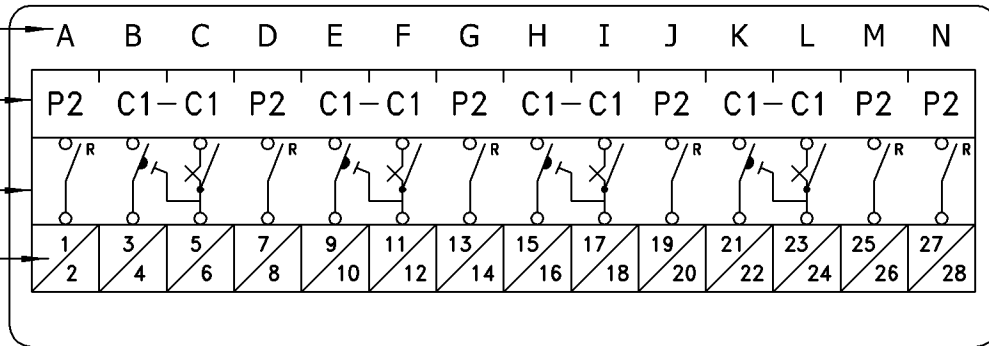 A B C D E F G H I J K L M N
P2 C1-C1 P2 C1-C1 P2 C1-C1 P2 C1-C1 P2 P2
R R R R R R
1 3 5 7 9 11 13 15 17 19 21 23 25 27
2 4 6 8 10 12 14 16 18 20 22 24 26 28